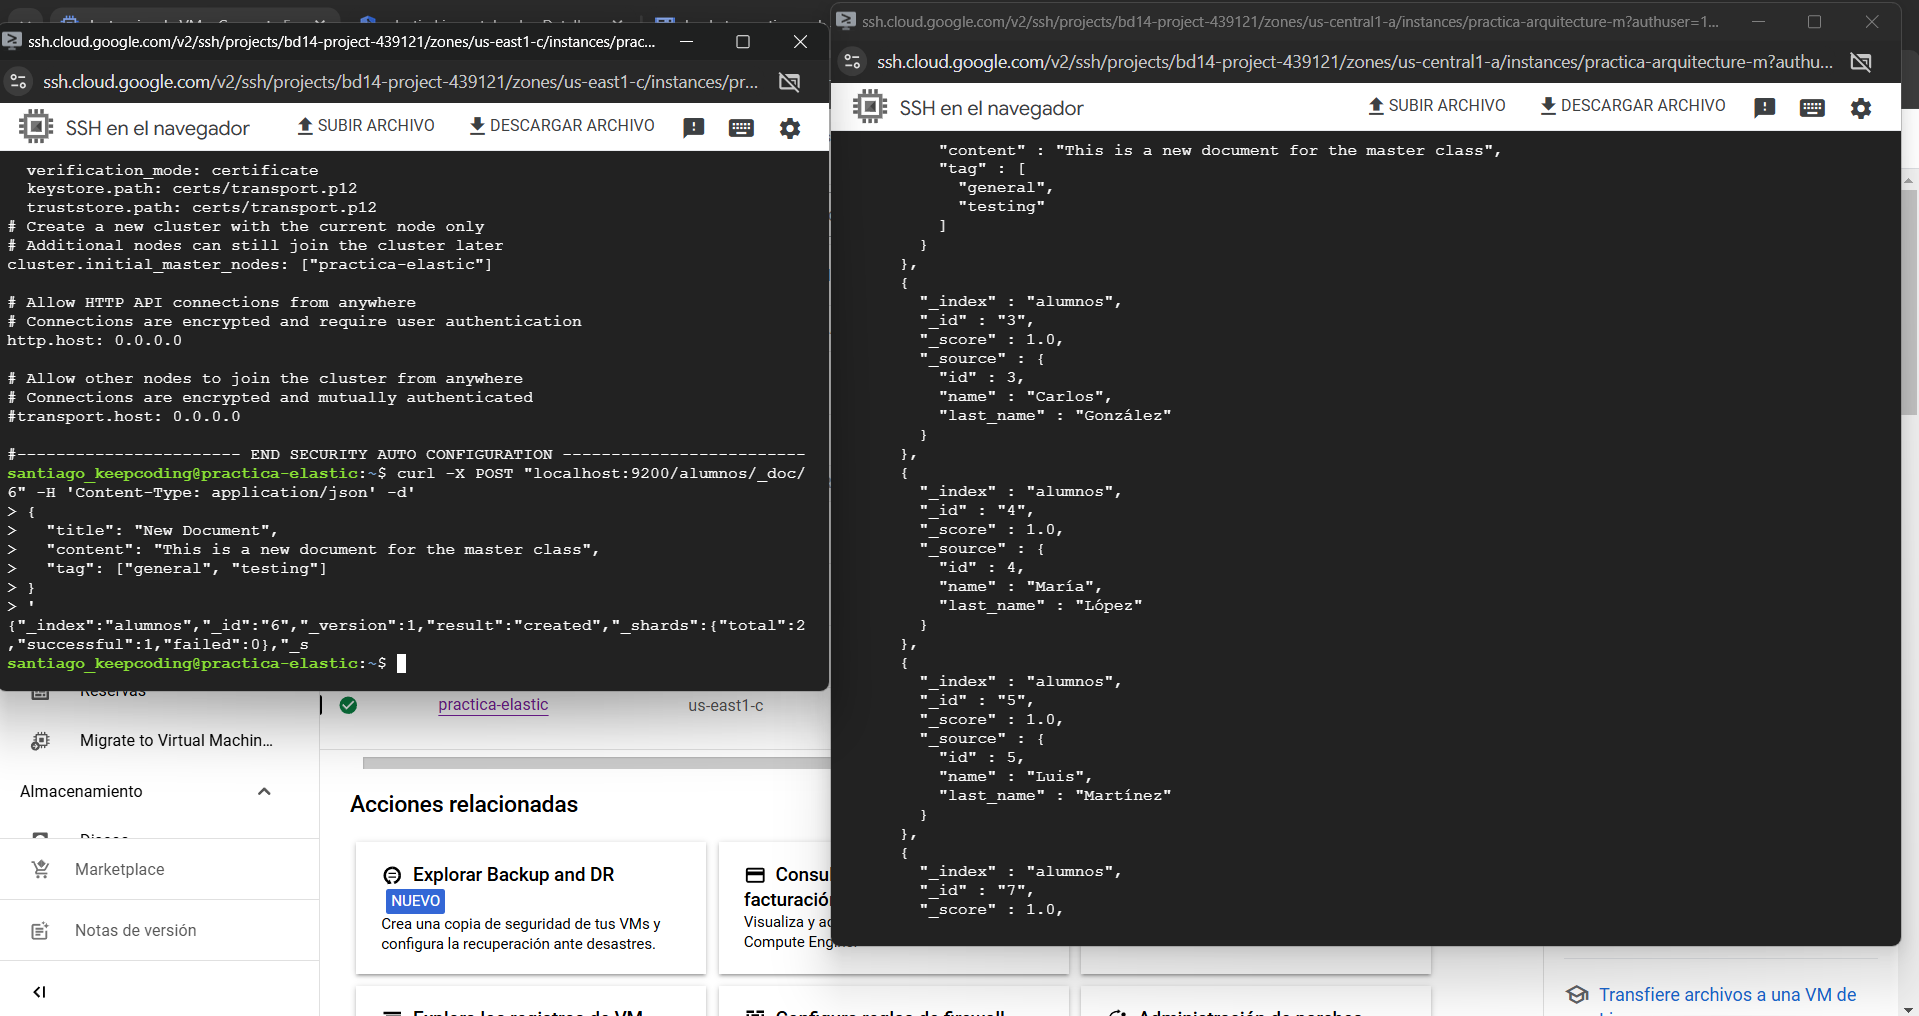 ssh.cloud.google.com/v2/ssh/projects/bd14-project-439121/zones/us-east1-c/instances/prac...
ssh.cloud.google.com/v2/ssh/projects/bd14-project-439121/zones/us-east1-c/instances/pr...
SSH en el navegador
SUBIR ARCHIVO
DESCARGAR ARCHIVO
  verification_mode: certificate
  keystore.path: certs/transport.p12
  truststore.path: certs/transport.p12
# Create a new cluster with the current node only
# Additional nodes can still join the cluster later
cluster.initial_master_nodes: ["practica-elastic"]
# Allow HTTP API connections from anywhere
# Connections are encrypted and require user authentication
http.host: 0.0.0.0
# Allow other nodes to join the cluster from anywhere
# Connections are encrypted and mutually authenticated
#transport.host: 0.0.0.0
#----------------------- END SECURITY AUTO CONFIGURATION -------------------------
santiago_keepcoding@practica-elastic:~$ curl -X POST "localhost:9200/alumnos/_doc/
6" -H 'Content-Type: application/json' -d'
> {
>   "title": "New Document",
>   "content": "This is a new document for the master class",
>   "tag": ["general", "testing"]
> }
> '
{"_index":"alumnos","_id":"6","_version":1,"result":"created","_shards":{"total":2
,"successful":1,"failed":0},"_s
santiago_keepcoding@practica-elastic:~$
ssh.cloud.google.com/v2/ssh/projects/bd14-project-439121/zones/us-central1-a/instances/practica-arquitecture-m?authuser=1...
ssh.cloud.google.com/v2/ssh/projects/bd14-project-439121/zones/us-central1-a/instances/practica-arquitecture-m?authu...
SSH en el navegador
SUBIR ARCHIVO
DESCARGAR ARCHIVO
"content" : "This is a new document for the master class",
"tag" : [
"general",
"testing"
]
}
},
{
"_index" : "alumnos",
"_id" : "3",
"_score" : 1.0,
"_source" : {
"id" : 3,
"name" : "Carlos",
"last_name" : "González"
}
},
{
"_index" : "alumnos",
"_id" : "4",
"_score" : 1.0,
"_source" : {
"id" : 4,
"name" : "María",
"last_name" : "López"
}
},
{
"_index" : "alumnos",
"_id" : "5",
"_score" : 1.0,
"_source" : {
"id" : 5,
"name" : "Luis",
"last_name" : "Martínez"
}
},
{
"_index" : "alumnos",
"_id" : "7",
"_score" : 1.0,
Reservas
practica-elastic
us-east1-c
Migrate to Virtual Machin...
Almacenamiento
Discos
Marketplace
Notas de versión
Acciones relacionadas
Explorar Backup and DR
NUEVO
Crea una copia de seguridad de tus VMs y
configura la recuperación ante desastres.
facturación
Visualiza y
Compute
Transfiere archivos a una VM de